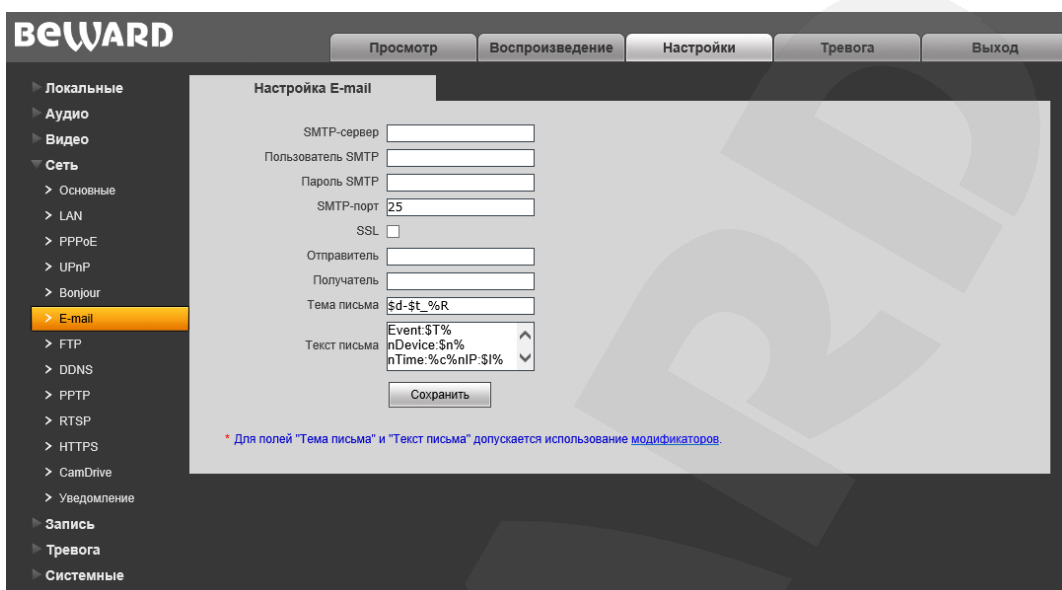 BEWARD
Просмотр
Воспроизведение
Настройки
Тревога
Выход
Локальные
Аудио
Видео
Сеть
Основные
LAN
PPPoE
UPnP
Bonjour
E-mail
FTP
DDNS
PPTP
RTSP
HTTPS
CamDrive
Уведомление
Запись
Тревога
Системные
Настройка E-mail
SMTP-сервер
Пользователь SMTP
Пароль SMTP
SMTP-порт 25
SSL
Отправитель
Получатель
Тема письма $d-$t_%R
Текст письма Event:$T%
nDevice:$n%
nTime:%c%nIP:$I%
Сохранить
* Для полей "Тема письма" и "Текст письма" допускается использование модификаторов.